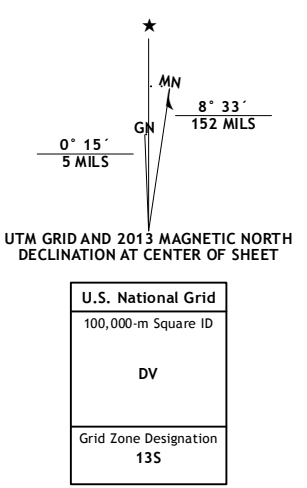 ★
MN
8° 33´
152 MILS
GN
0° 15´
5 MILS
UTM GRID AND 2013 MAGNETIC NORTH
DECLINATION AT CENTER OF SHEET
U.S. National Grid
100,000-m Square ID
DV
Grid Zone Designation
13S